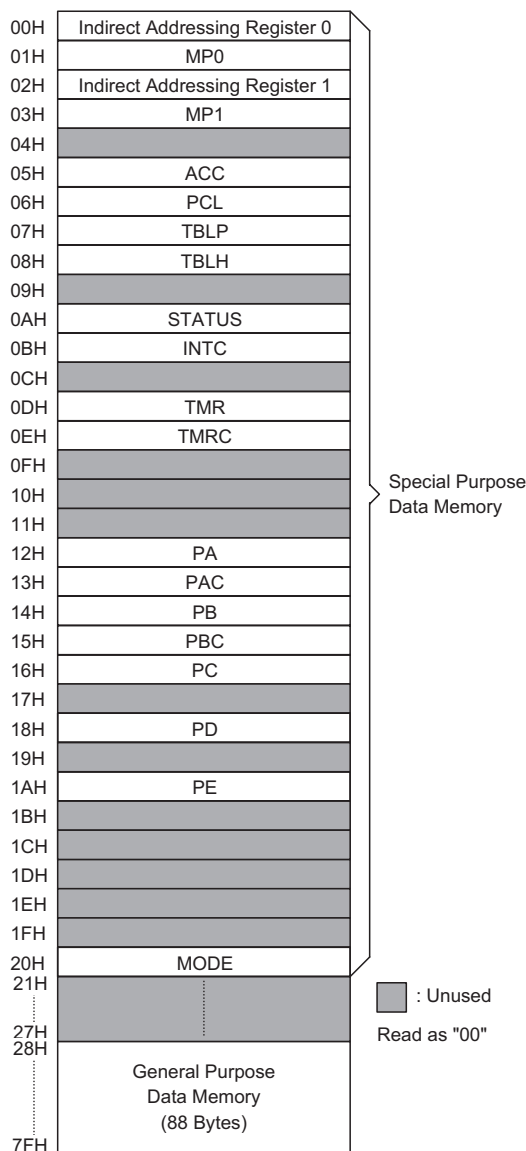 00H Indirect Addressing Register 0
01H MP0
02H Indirect Addressing Register 1
03H MP1
04H
05H ACC
06H PCL
07H TBLP
08H TBLH
09H
0AH STATUS
0BH INTC
0CH
0DH TMR
0EH TMRC
0FH
10H
11H
12H PA
13H PAC
14H PB
15H PBC
16H PC
17H
18H PD
19H
1AH PE
1BH
1CH
1DH
1EH
1FH
20H MODE
21H
27H
28H
General Purpose
Data Memory
(88 Bytes)
7FH
Special Purpose
Data Memory
: Unused
Read as "00"